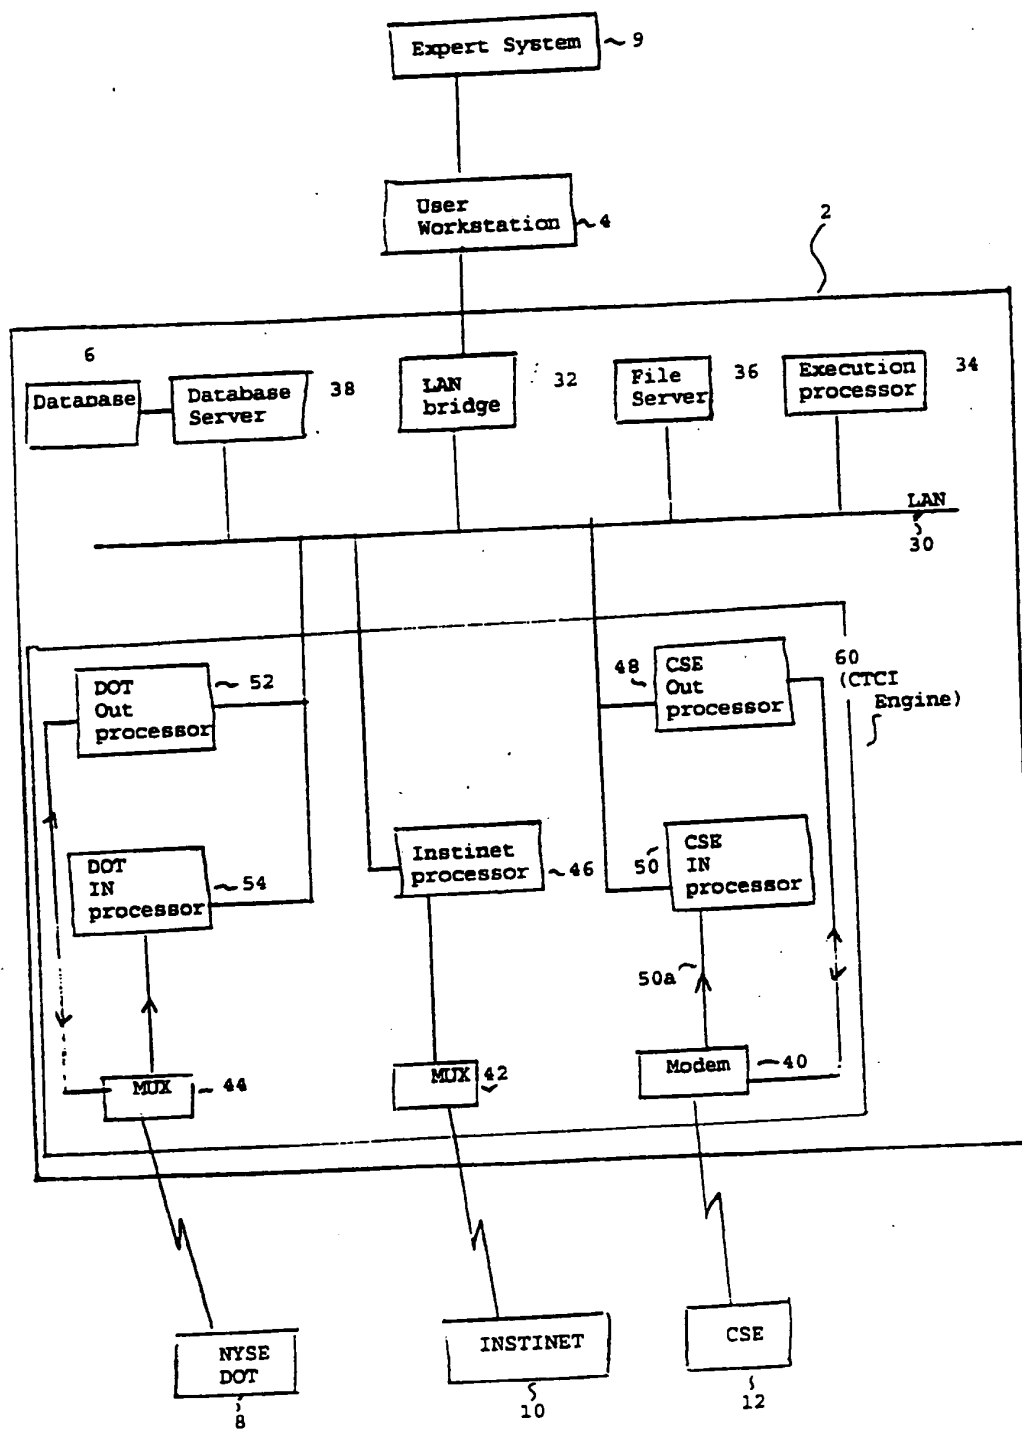 Expert System
9
User
Workstation
4
2
6
Database
Database
Server
38
LAN
bridge
32
File
Server
36
Execution
processor
34
LAN
30
DOT
Out
processor
52
48
CSE
Out
processor
60
(CTCI
Engine)
DOT
IN
processor
54
Instinet
processor
46
50
CSE
IN
processor
50a
MUX
44
MUX
42
Modem
40
NYSE
DOT
8
INSTINET
10
CSE
12